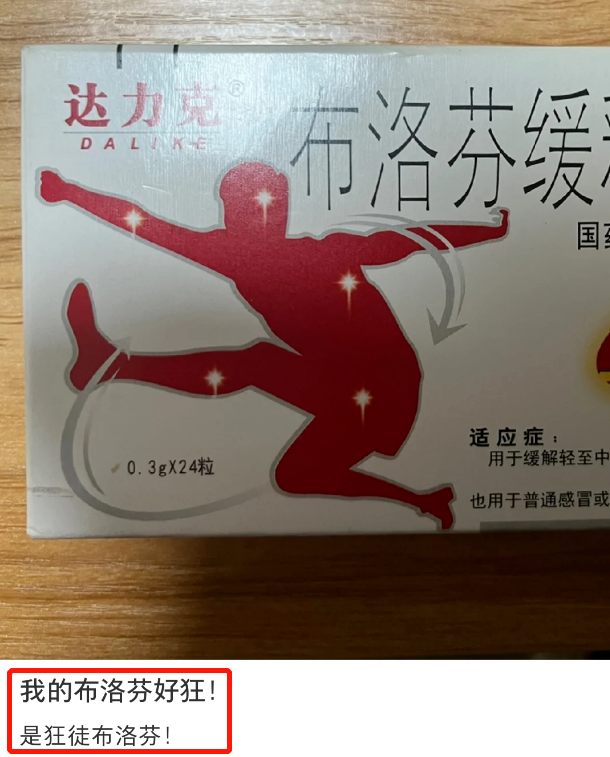 达力克®
DALIKE
布洛芬缓
国药
适应症：
用于缓解轻至中
0.3gX24粒
也用于普通感冒或
我的布洛芬好狂！
是狂徒布洛芬！